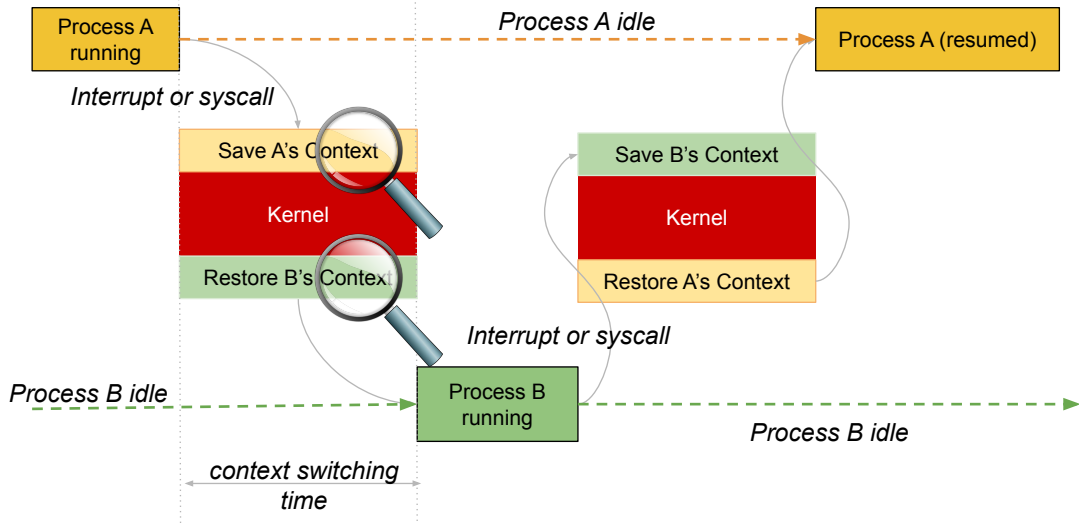 Process A
running
Process A idle
Process A (resumed)
Interrupt or syscall
Save A's Context
Kernel
Restore B's Context
Save B's Context
Kernel
Restore A's Context
Interrupt or syscall
Process B idle
Process B
running
Process B idle
context switching
time